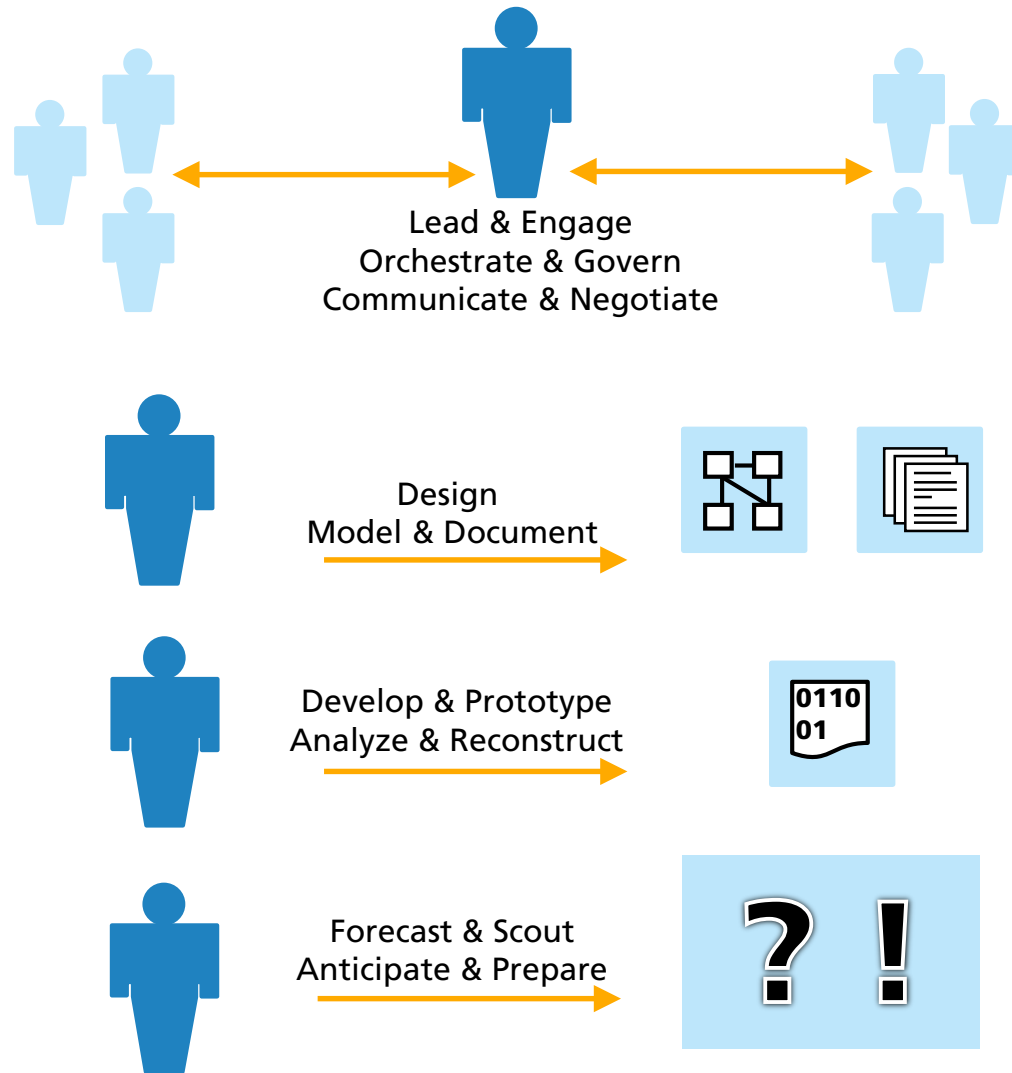 Lead & Engage
Orchestrate & Govern
Communicate & Negotiate
Design
Model & Document
Develop & Prototype
Analyze & Reconstruct
0110
01
Forecast & Scout
Anticipate & Prepare
? !